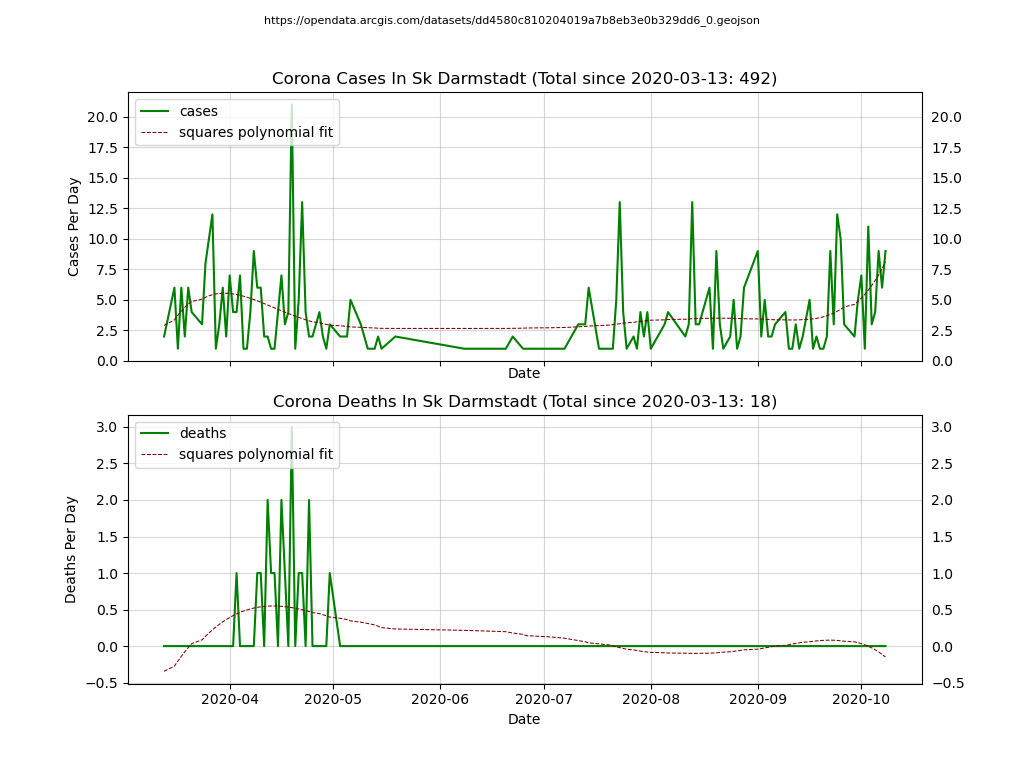 https://opendata.arcgis.com/datasets/dd4580c810204019a7b8eb3e0b329dd6_0.geojson
Corona Cases In Sk Darmstadt (Total since 2020-03-13: 492)
cases
squares polynomial fit
Cases Per Day
20.0
17.5
15.0
12.5
10.0
7.5
5.0
2.5
0.0
20.0
17.5
15.0
12.5
10.0
7.5
5.0
2.5
0.0
Date
Corona Deaths In Sk Darmstadt (Total since 2020-03-13: 18)
deaths
squares polynomial fit
Deaths Per Day
3.0
2.5
2.0
1.5
1.0
0.5
0.0
−0.5
3.0
2.5
2.0
1.5
1.0
0.5
0.0
−0.5
2020-04 2020-05 2020-06 2020-07 2020-08 2020-09 2020-10
Date